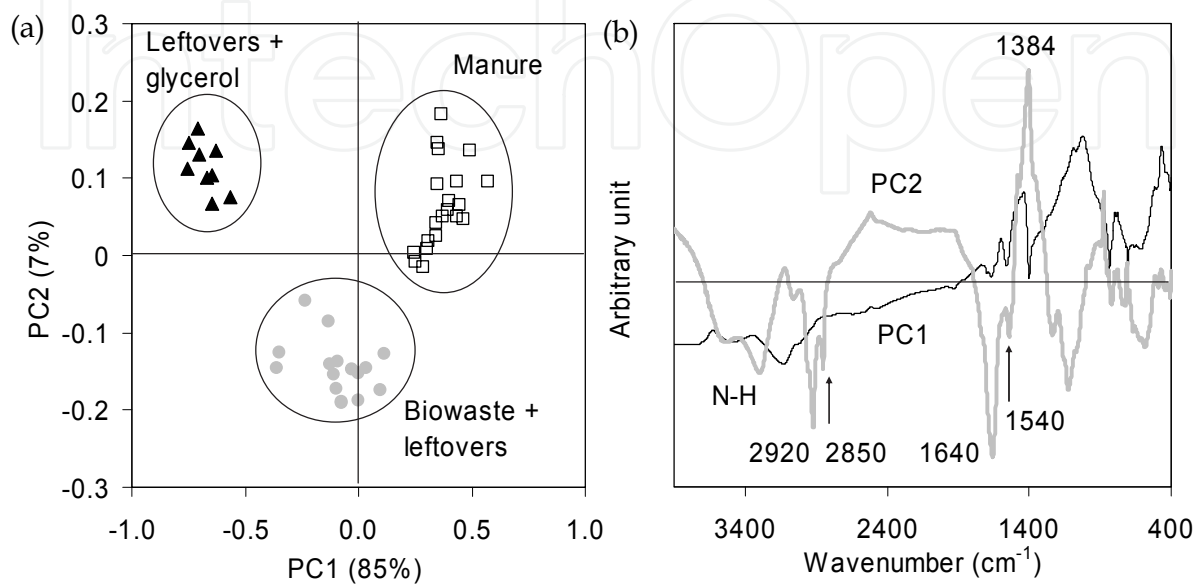 IntechOpen
(a)
0.3
0.2
0.1
0
-0.1
-0.2
-0.3
PC2 (7%)
Leftovers +
glycerol
Manure
Biowaste +
leftovers
-1.0 -0.5 0.0 0.5 1.0
PC1 (85%)
(b)
1384
PC2
PC1
Arbitrary unit
N-H
2920 2850 1640 1540
3400 2400 1400 400
Wavenumber (cm⁻¹)